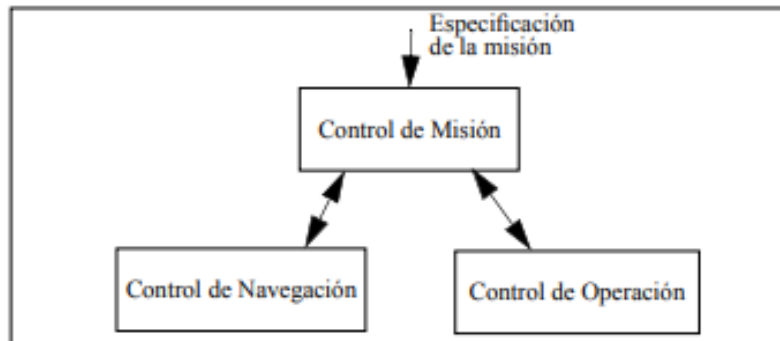 Especificación
de la misión
Control de Misión
Control de Navegación
Control de Operación